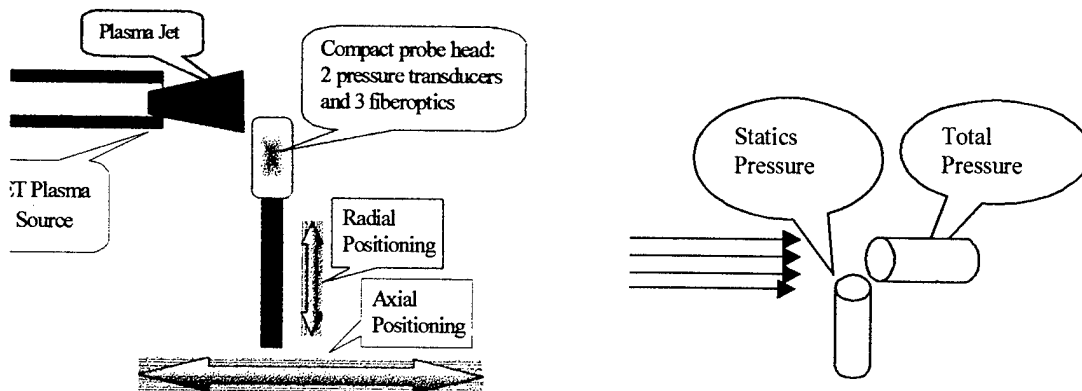 Plasma Jet
Compact probe head:
2 pressure transducers
and 3 fiberoptics
ET Plasma
Source
Radial
Positioning
Axial
Positioning
Statics
Pressure
Total
Pressure